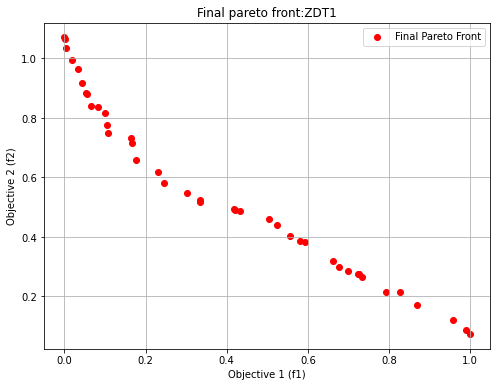 Final pareto front:ZDT1
Final Pareto Front
Objective 2 (f2)
1.0
0.8
0.6
0.4
0.2
0.0 0.2 0.4 0.6 0.8 1.0
Objective 1 (f1)